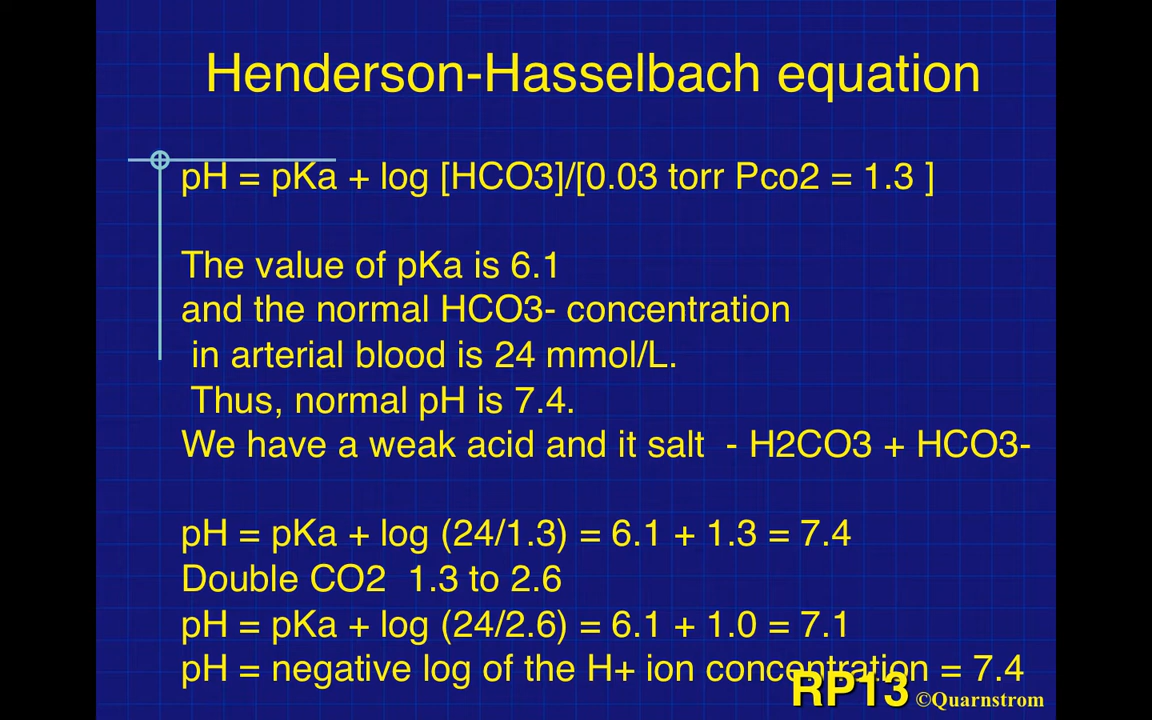 Henderson-Hasselbach equation
pH = pKa + log [HCO3]/[0.03 torr Pco2 = 1.3 ]
The value of pKa is 6.1
and the normal HCO3- concentration
in arterial blood is 24 mmol/L.
Thus, normal pH is 7.4.
We have a weak acid and it salt - H2CO3 + HCO3-
pH = pKa + log (24/1.3) = 6.1 + 1.3 = 7.4
Double CO2 1.3 to 2.6
pH = pKa + log (24/2.6) = 6.1 + 1.0 = 7.1
pH = negative log of the H+ ion concentration = 7.4
RP13 ©Quarnstrom